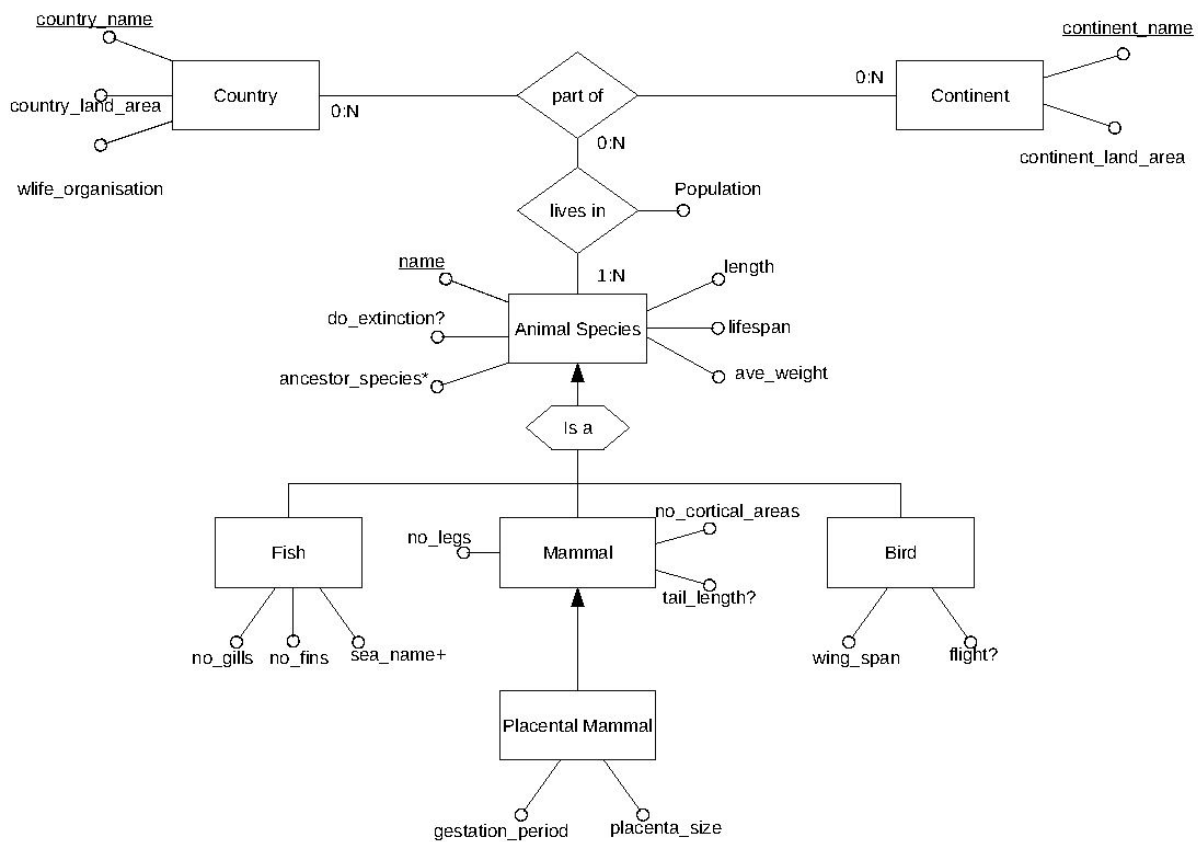 country_name
continent_name
Country
part of
0:N
Continent
country_land_area
0:N
0:N
continent_land_area
wlife_organisation
Population
lives in
name
1:N
length
do_extinction?
Animal Species
lifespan
ancestor_species*
ave_weight
Is a
no_cortical_areas
no_legs
Fish
Mammal
Bird
tail_length?
no_gills
no_fins
sea_name+
wing_span
flight?
Placental Mammal
gestation_period
placenta_size